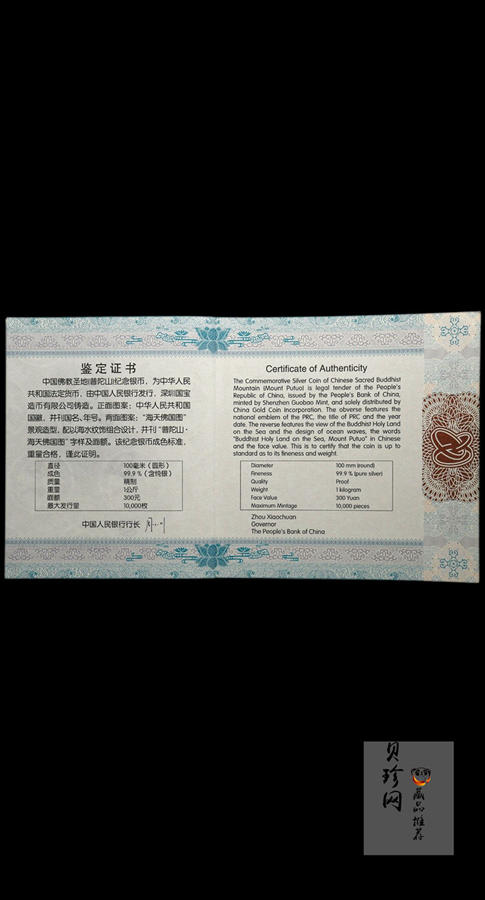 鉴定证书
中国佛教圣地(普陀山)纪念银币，为中华人民
共和国法定货币，由中国人民银行发行，深圳国宝
造币有限公司铸造。正面图案：中华人民共和国
国徽，并刊国名、年号。背面图案：“海天佛国图”
景观造型，配以海水纹饰组合设计，并刊“普陀山·
海天佛国图”字样及面额。该纪念银币成色标准，
重量合格，谨此证明。
直径 100毫米（圆形）
成色 99.9％（含纯银）
质量 精制
重量 1公斤
面额 300元
最大发行量 10,000枚
中国人民银行行长
Certificate of Authenticity
The Commemorative Silver Coin of Chinese Sacred Buddhist
Mountain (Mount Putuo) is legal tender of the People's
Republic of China, issued by the People's Bank of China,
minted by Shenzhen Guobao Mint, and solely distributed by
China Gold Coin Incorporation. The obverse features the
national emblem of the PRC, the title of PRC and the year
date. The reverse features the view of the Buddhist Holy Land
on the Sea and the design of ocean waves, the words
"Buddhist Holy Land on the Sea, Mount Putuo" in Chinese
and the face value. This is to certify that the coin is up to
standard as to its fineness and weight.
Diameter 100 mm (round)
Fineness 99.9 % (pure silver)
Quality Proof
Weight 1 kilogram
Face Value 300 Yuan
Maximum Mintage 10,000 pieces
Zhou Xiaochuan
Governor
The People's Bank of China
贝珍网
藏品推荐